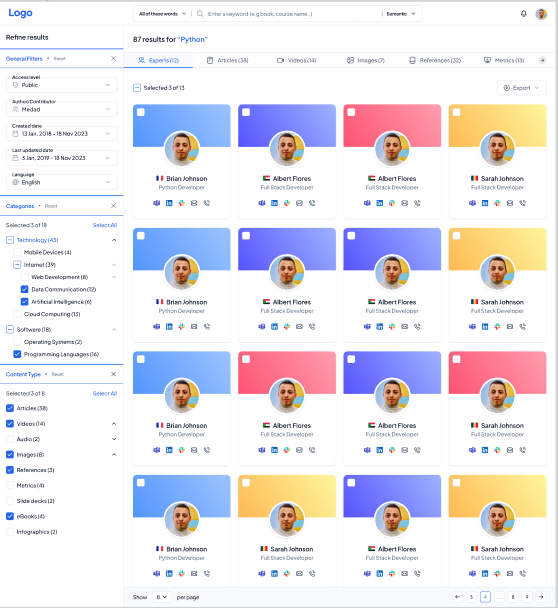 Logo
All of these words
Enter a keyword (e.g book, course name..)
Semantic
Refine results
87 results for "Python"
General Filters • Reset
Experts (12)
Articles (38)
Videos (14)
Images (7)
References (32)
Metrics (13)
Access level
Public
Selected 3 of 13
Export
Author/Contributor
Medad
Created date
13 Jan, 2018 - 18 Nov 2023
Last updated date
3 Jan, 2019 - 18 Nov 2023
Language
English
Categories • Reset
Selected 3 of 18
Select All
Technology (43)
Mobile Devices (4)
Internet (39)
Web Development (8)
Data Communication (12)
Artificial Intelligence (6)
Cloud Computing (13)
Software (18)
Operating Systems (2)
Programming Languages (16)
Content Type • Reset
Selected 3 of 8
Select All
Articles (38)
Videos (14)
Audio (2)
Images (8)
References (3)
Metrics (4)
Slide decks (2)
eBooks (4)
Infographics (2)
Brian Johnson
Albert Flores
Albert Flores
Sarah Johnson
Python Developer
Full Stack Developer
Full Stack Developer
Full Stack Developer
Brian Johnson
Albert Flores
Albert Flores
Sarah Johnson
Python Developer
Full Stack Developer
Full Stack Developer
Full Stack Developer
Brian Johnson
Albert Flores
Albert Flores
Sarah Johnson
Python Developer
Full Stack Developer
Full Stack Developer
Full Stack Developer
Brian Johnson
Sarah Johnson
Albert Flores
Sarah Johnson
Python Developer
Full Stack Developer
Full Stack Developer
Full Stack Developer
Show 8 per page
3 4 ... 8 9